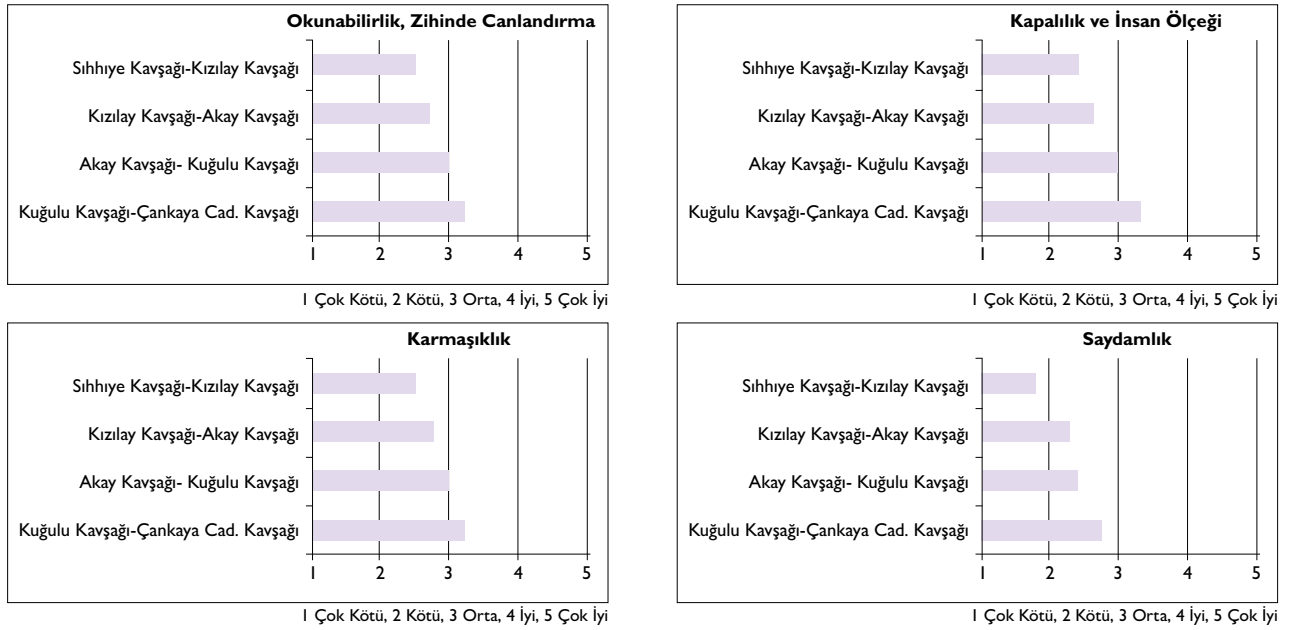 Okunabilirlik, Zihinde Canlandırma
Sıhhıye Kavşağı-Kızılay Kavşağı
Kızılay Kavşağı-Akay Kavşağı
Akay Kavşağı- Kuğulu Kavşağı
Kuğulu Kavşağı-Çankaya Cad. Kavşağı
1 2 3 4 5
1 Çok Kötü, 2 Kötü, 3 Orta, 4 İyi, 5 Çok İyi
Kapalılık ve İnsan Ölçeği
Sıhhıye Kavşağı-Kızılay Kavşağı
Kızılay Kavşağı-Akay Kavşağı
Akay Kavşağı- Kuğulu Kavşağı
Kuğulu Kavşağı-Çankaya Cad. Kavşağı
1 2 3 4 5
1 Çok Kötü, 2 Kötü, 3 Orta, 4 İyi, 5 Çok İyi
Karmaşıklık
Sıhhıye Kavşağı-Kızılay Kavşağı
Kızılay Kavşağı-Akay Kavşağı
Akay Kavşağı- Kuğulu Kavşağı
Kuğulu Kavşağı-Çankaya Cad. Kavşağı
1 2 3 4 5
1 Çok Kötü, 2 Kötü, 3 Orta, 4 İyi, 5 Çok İyi
Saydamlık
Sıhhıye Kavşağı-Kızılay Kavşağı
Kızılay Kavşağı-Akay Kavşağı
Akay Kavşağı- Kuğulu Kavşağı
Kuğulu Kavşağı-Çankaya Cad. Kavşağı
1 2 3 4 5
1 Çok Kötü, 2 Kötü, 3 Orta, 4 İyi, 5 Çok İyi